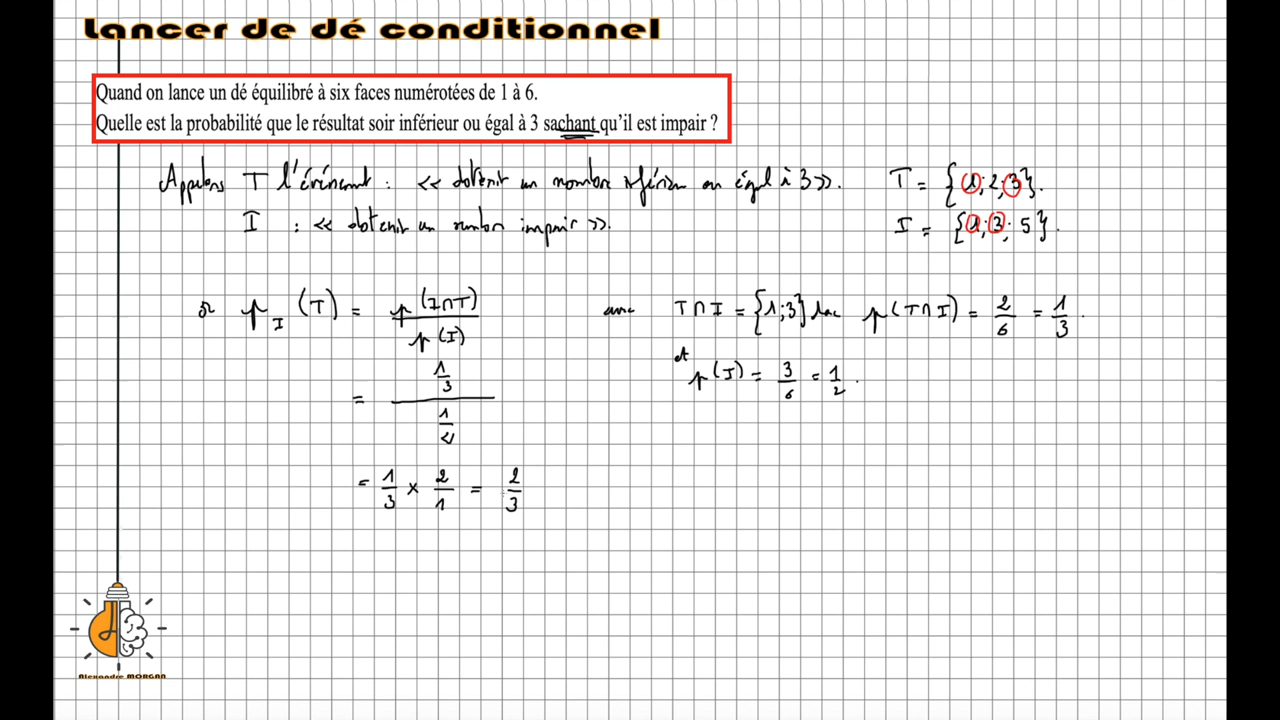 Lancer de dé conditionnel
Quand on lance un dé équilibré à six faces numérotées de 1 à 6.
Quelle est la probabilité que le résultat soir inférieur ou égal à 3 sachant qu'il est impair ?
Appelons T l'événement : << obtenir un nombre inférieur ou égal à 3 >>. T = {1; 2; 3}.
I : << obtenir un nombre impair >>. I = {1; 3; 5}.
or p_I(T) = p(I∩T)/p(I) avec T∩I = {1;3} donc p(T∩I) = 2/6 = 1/3.
et p(I) = 3/6 = 1/2.
= (1/3)/(1/2)
= 1/3 × 2/1 = 2/3
Alexandre MORGAN